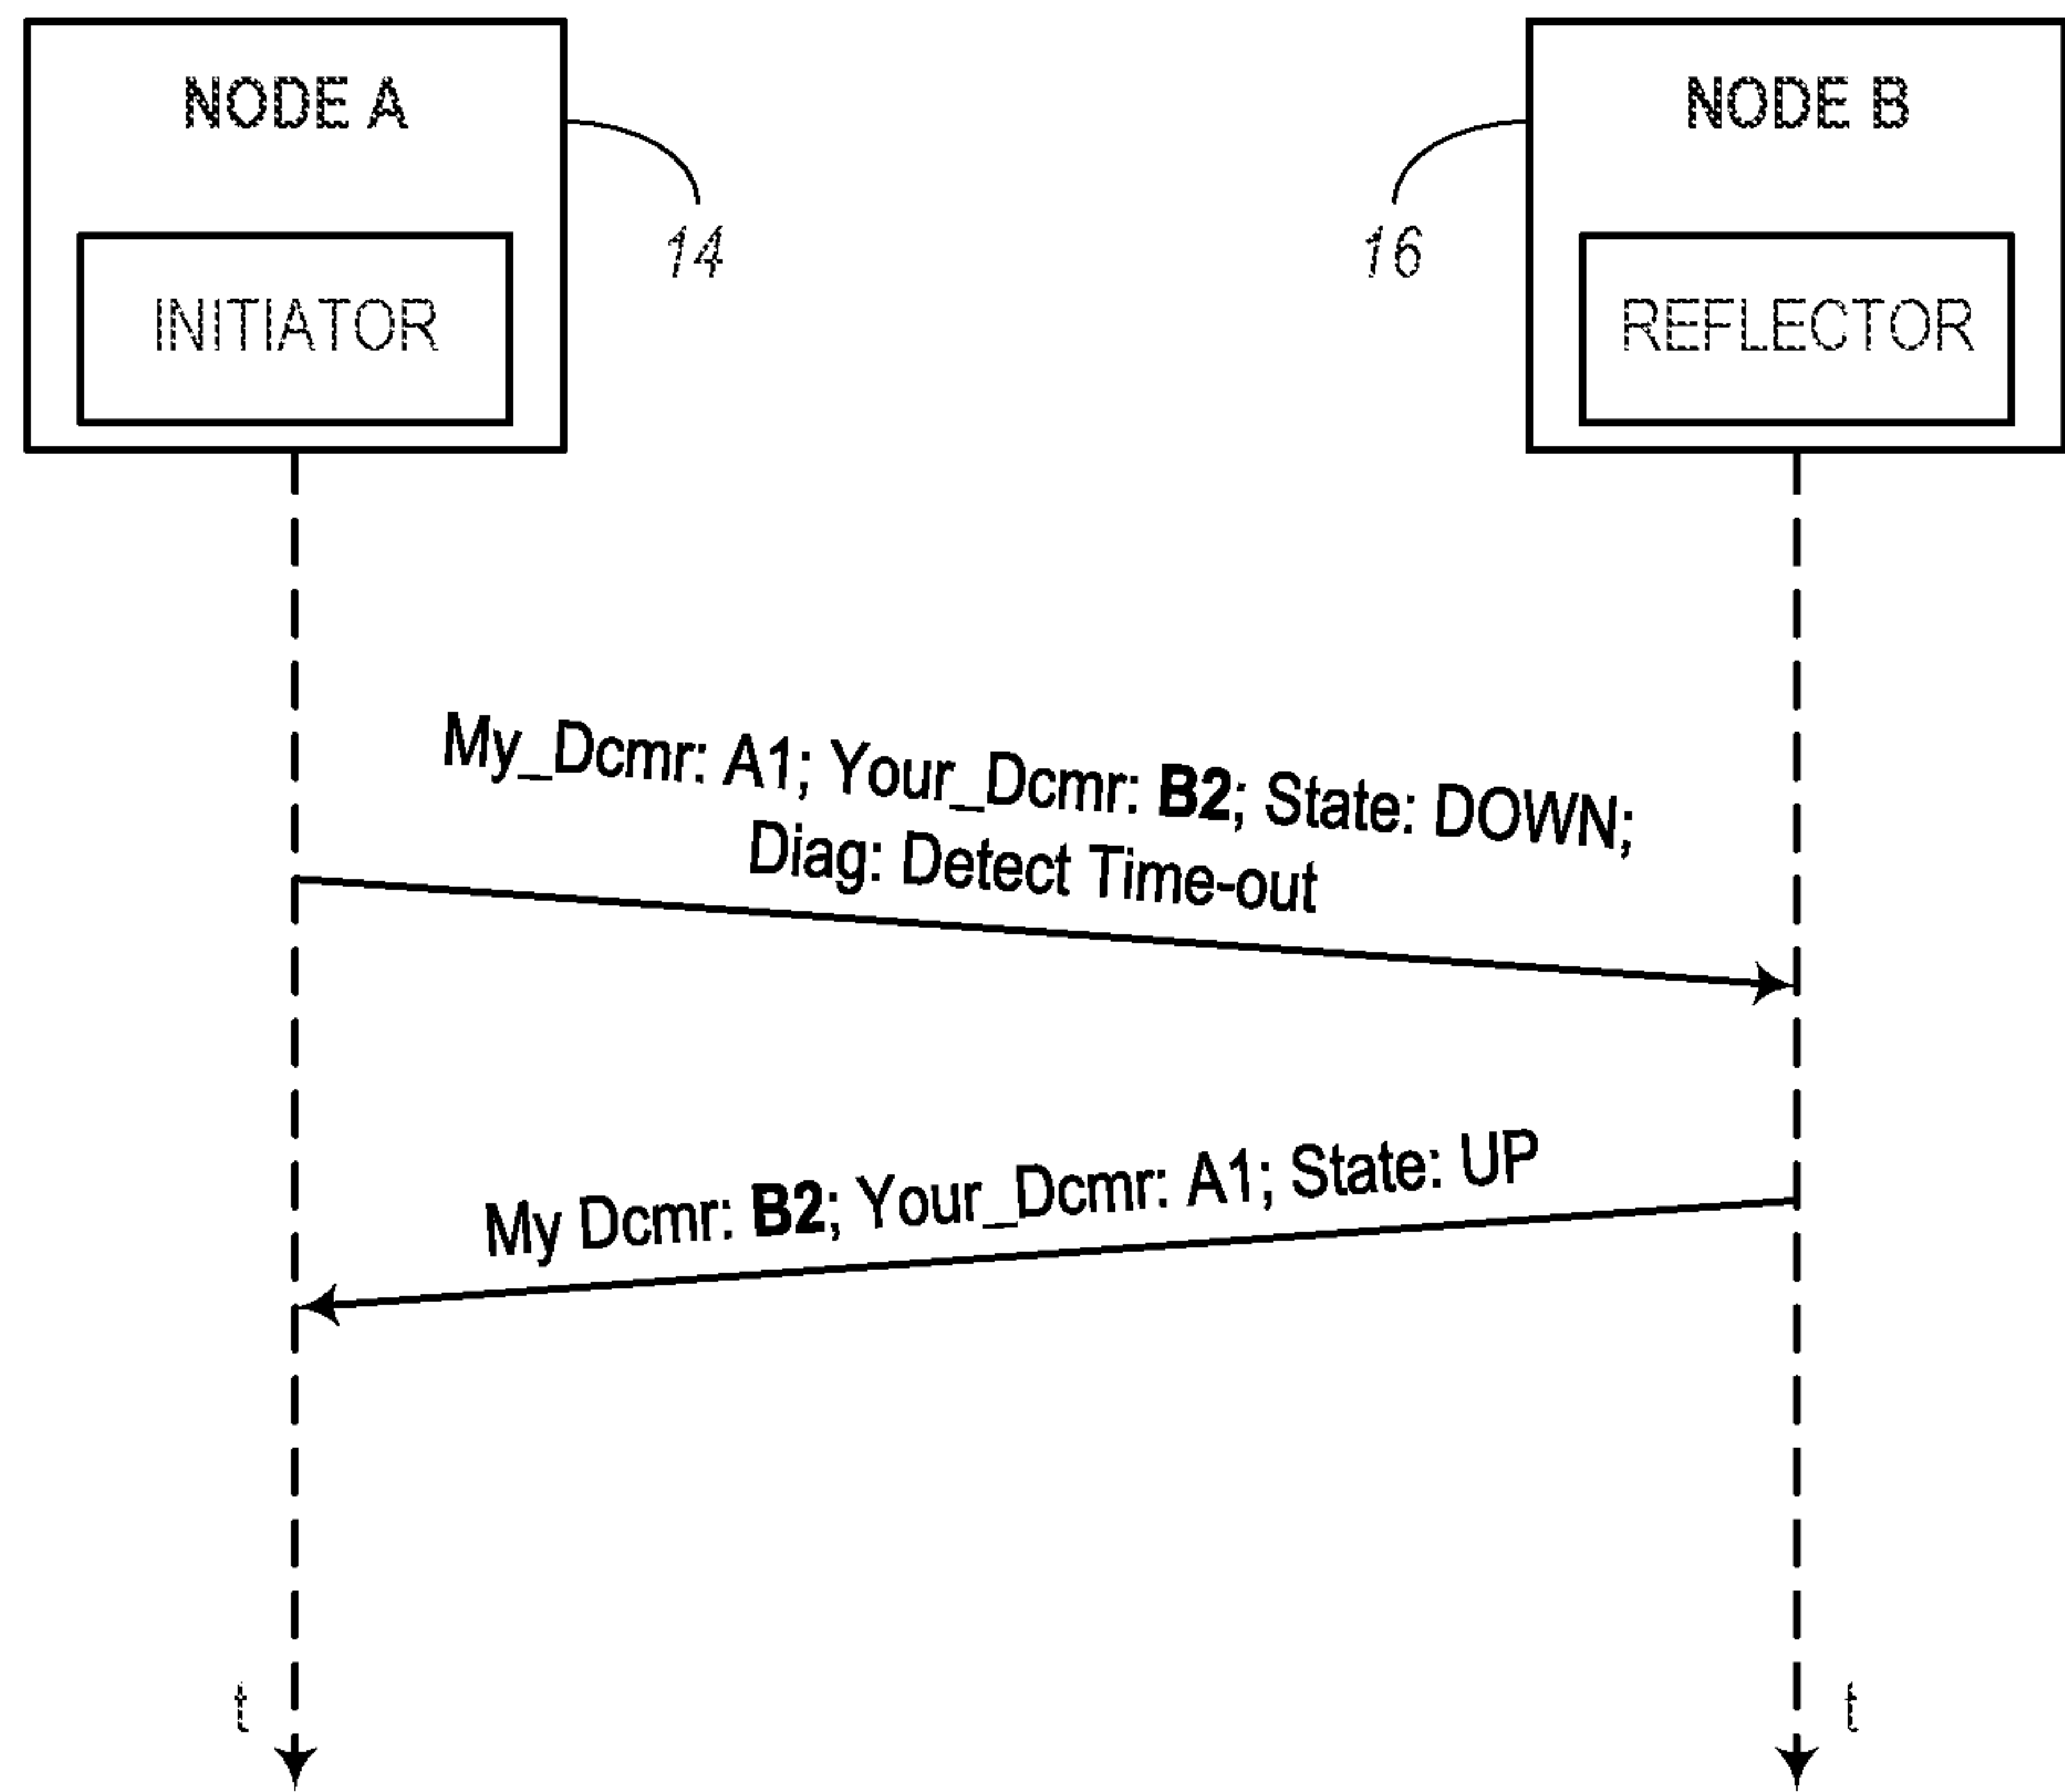 NODE A
NODE B
14
16
INITIATOR
REFLECTOR
My_Dcmr: A1; Your_Dcmr: B2; State: DOWN;
Diag: Detect Time-out
My Dcmr: B2; Your_Dcmr: A1; State: UP
t
t